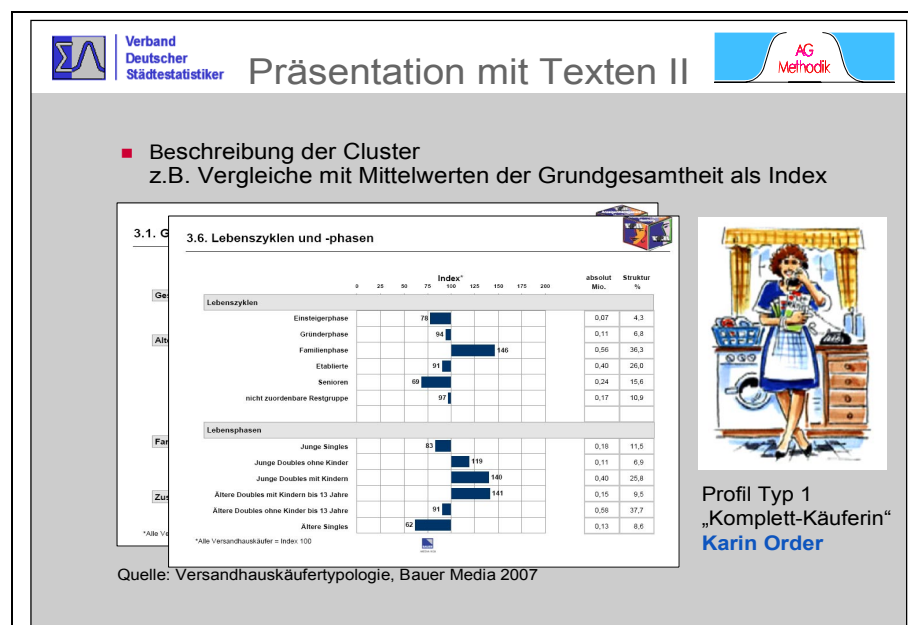 Verband
Deutscher
Städtestatistiker
Präsentation mit Texten II
AG
Methodik
Beschreibung der Cluster
z.B. Vergleiche mit Mittelwerten der Grundgesamtheit als Index
3.1. G
Ges
Alte
Fan
Zus
*Alle Ve
3.6. Lebenszyklen und -phasen
Index* absolut Struktur
0 25 50 75 100 125 150 175 200 Mio. %
Lebenszyklen
Einsteigerphase 78 0,07 4,3
Gründerphase 94 0,11 6,8
Familienphase 146 0,56 36,3
Etablierte 91 0,40 26,0
Senioren 69 0,24 15,6
nicht zuordenbare Restgruppe 97 0,17 10,9
Lebensphasen
Junge Singles 83 0,18 11,5
Junge Doubles ohne Kinder 119 0,11 6,9
Junge Doubles mit Kindern 140 0,40 25,8
Ältere Doubles mit Kindern bis 13 Jahre 141 0,15 9,5
Ältere Doubles ohne Kinder bis 13 Jahre 91 0,58 37,7
Ältere Singles 62 0,13 8,6
*Alle Versandhauskäufer = Index 100
Profil Typ 1
„Komplett-Käuferin“
Karin Order
Quelle: Versandhauskäufertypologie, Bauer Media 2007